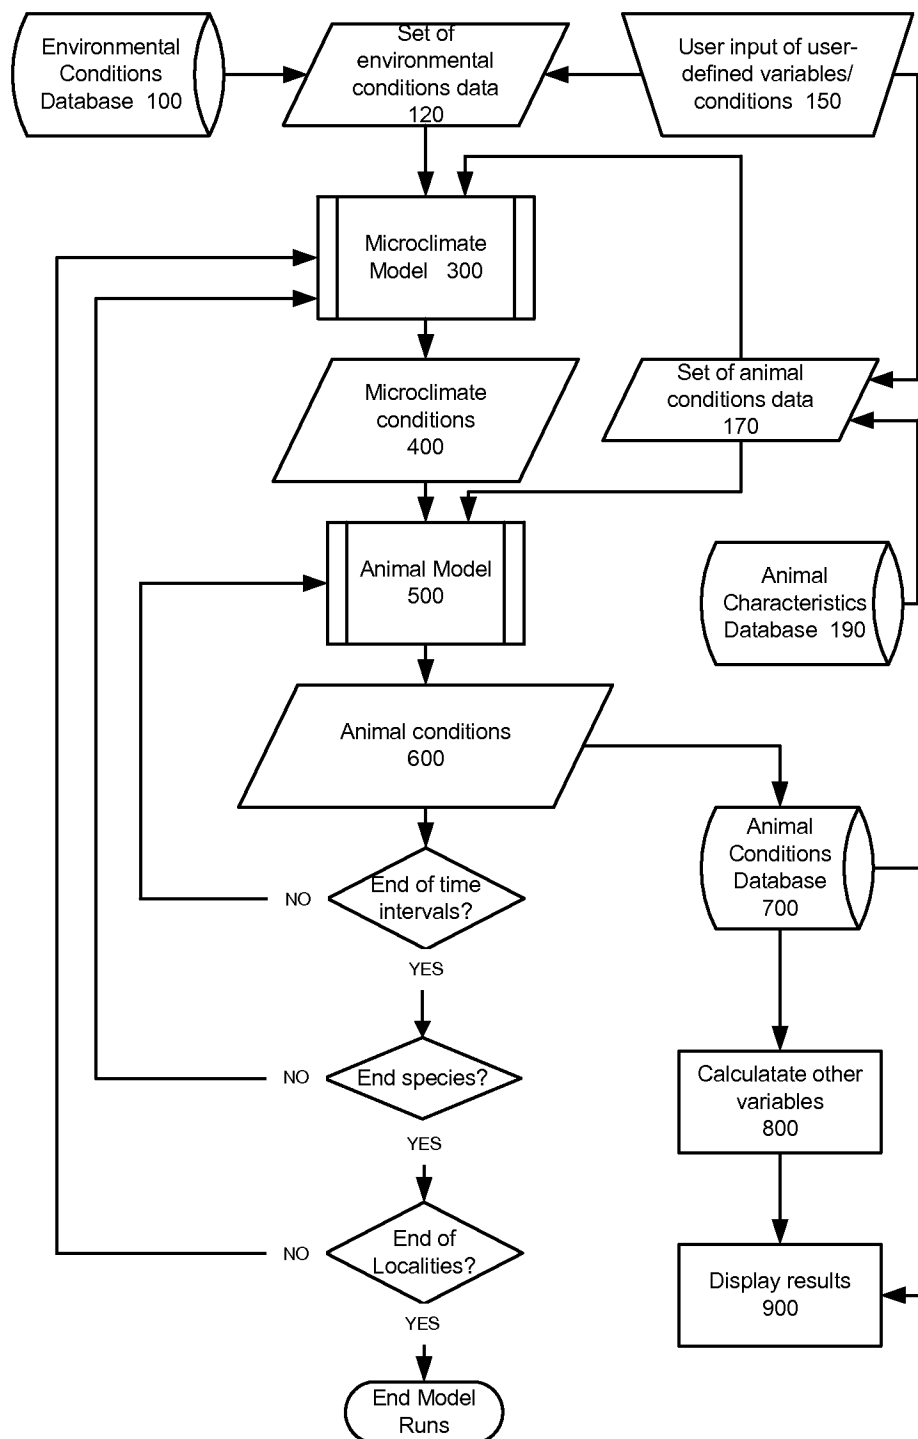 Environmental
Conditions
Database 100
Set of
environmental
conditions data
120
User input of user-
defined variables/
conditions 150
Microclimate
Model 300
Microclimate
conditions
400
Set of animal
conditions data
170
Animal Model
500
Animal
Characteristics
Database 190
Animal conditions
600
Animal
Conditions
Database
700
End of time
intervals?
NO
YES
End species?
NO
YES
Calculatate other
variables
800
End of
Localities?
NO
YES
Display results
900
End Model
Runs